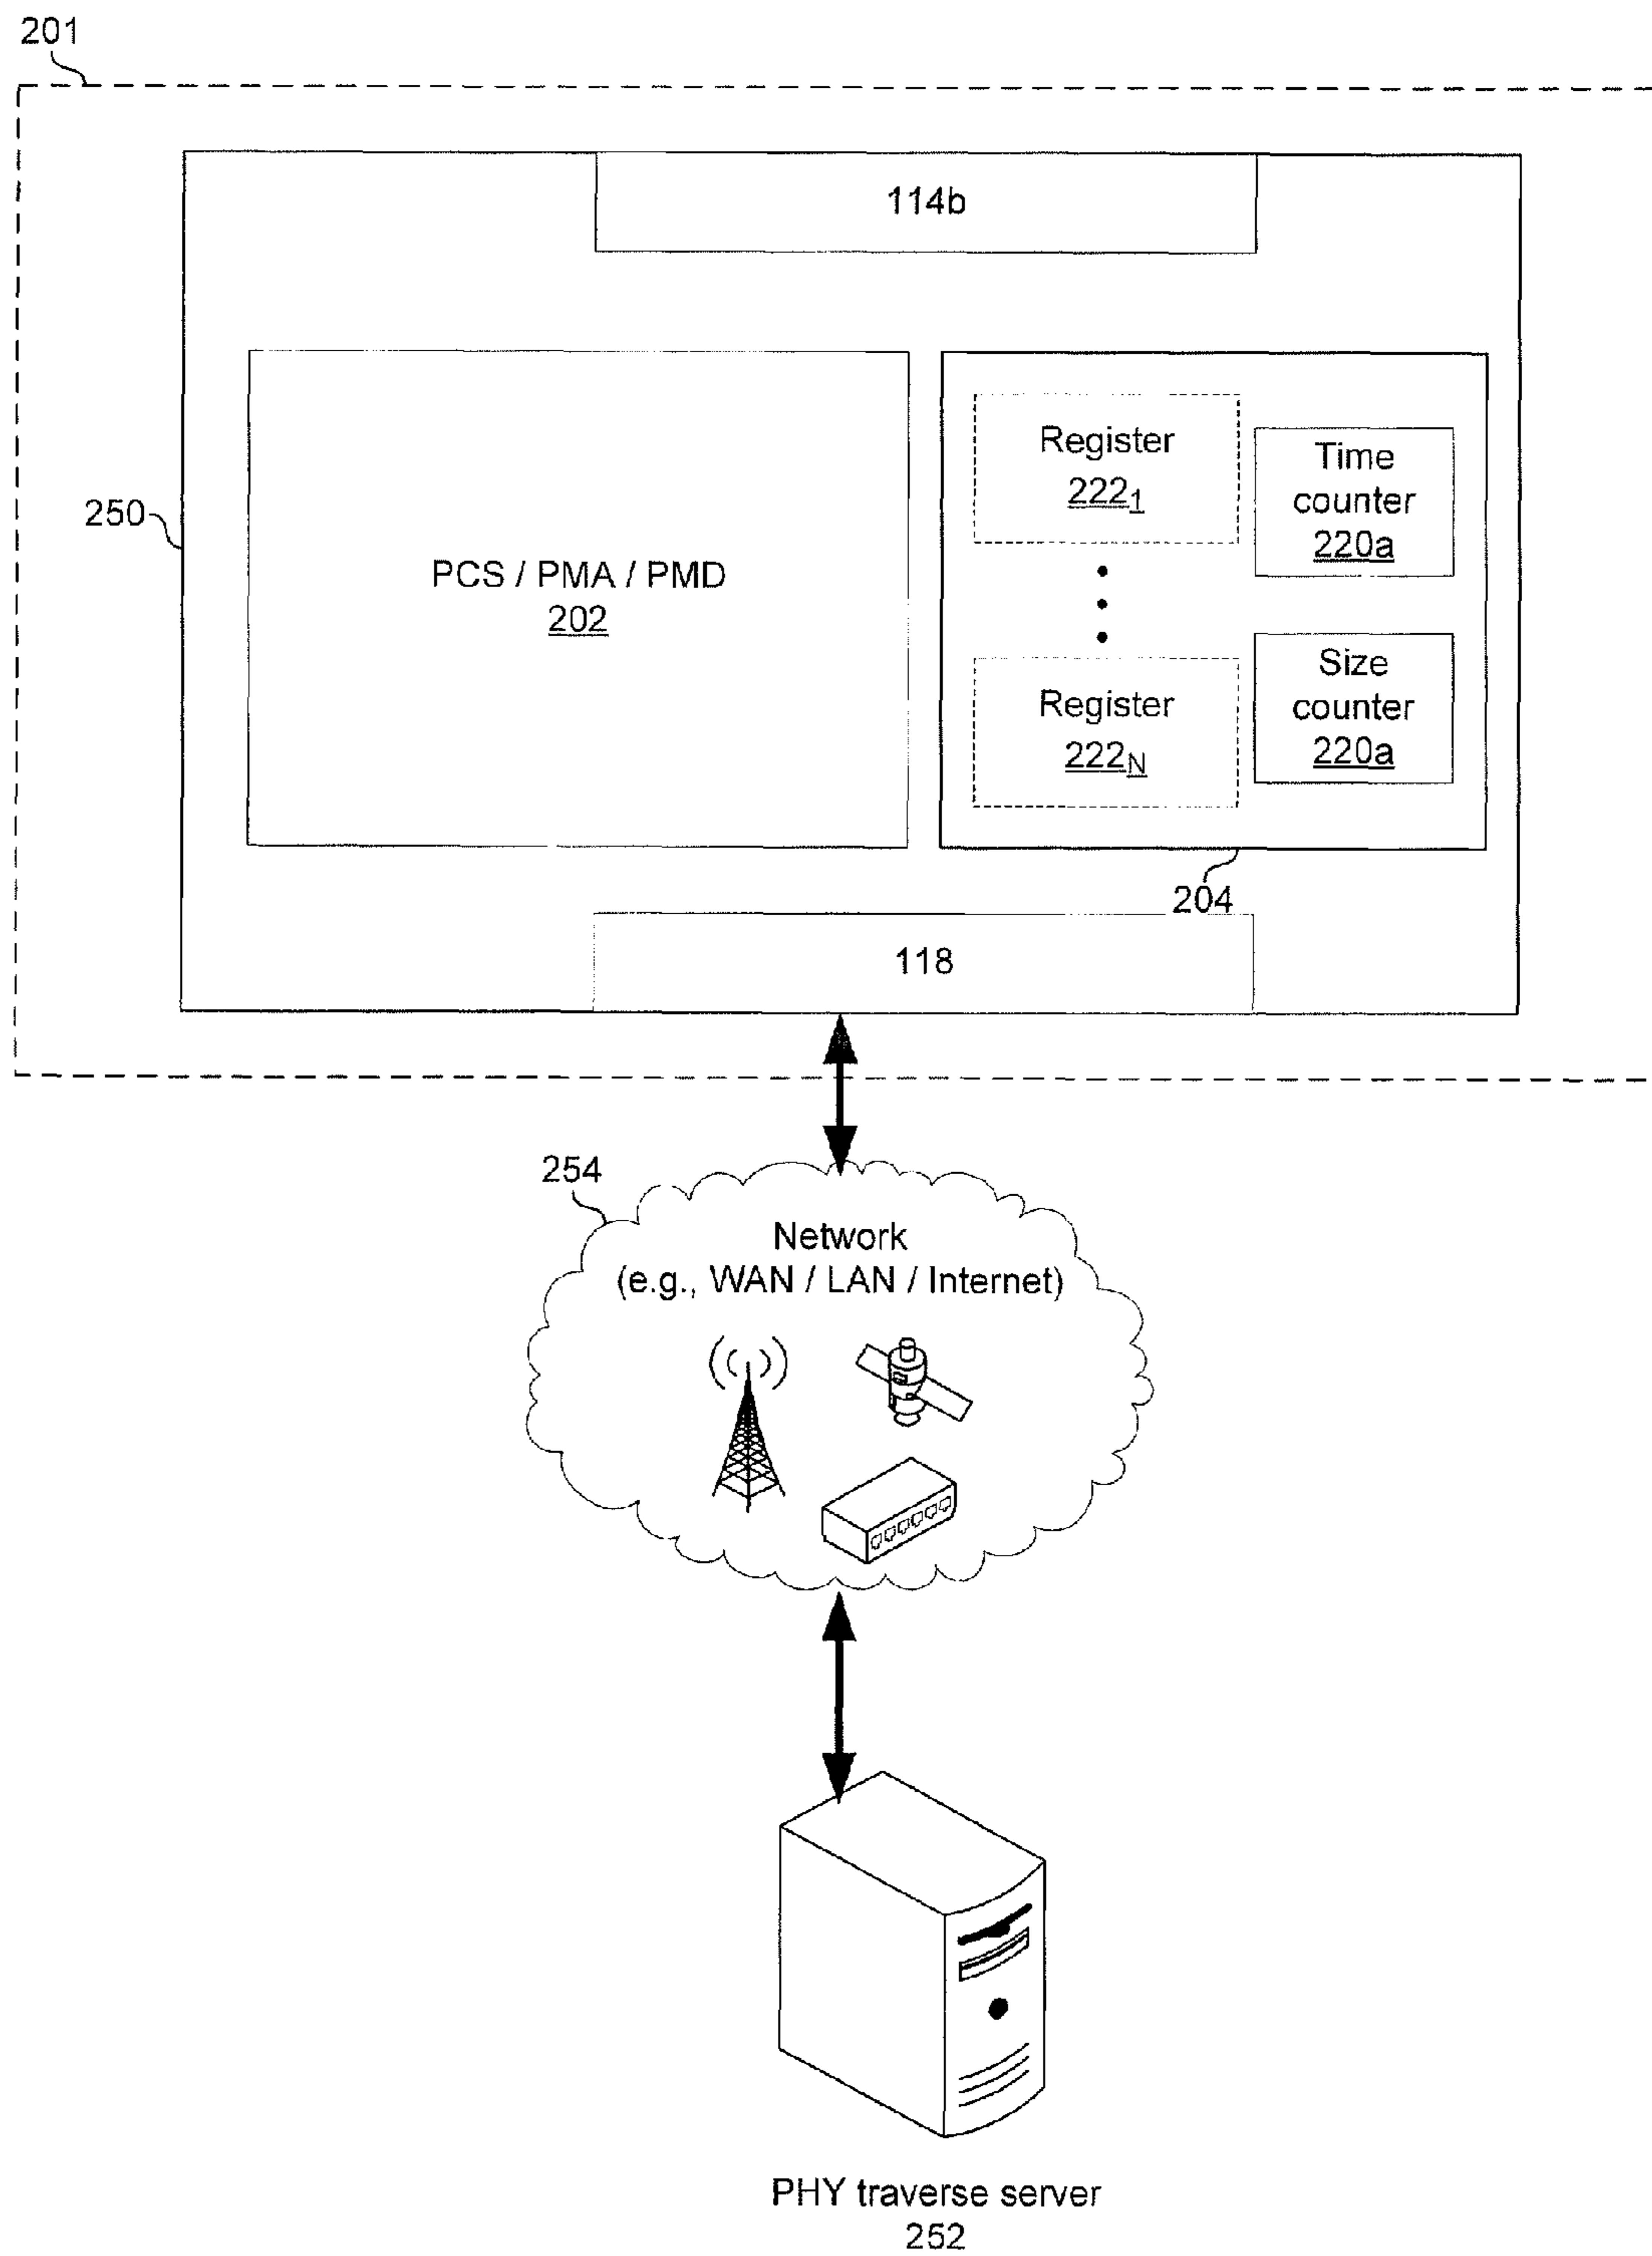 201
114b
250
PCS / PMA / PMD
202
Register
222₁
Time
counter
220a
Register
222_N
Size
counter
220a
204
118
254
Network
(e.g., WAN / LAN / Internet)
PHY traverse server
252